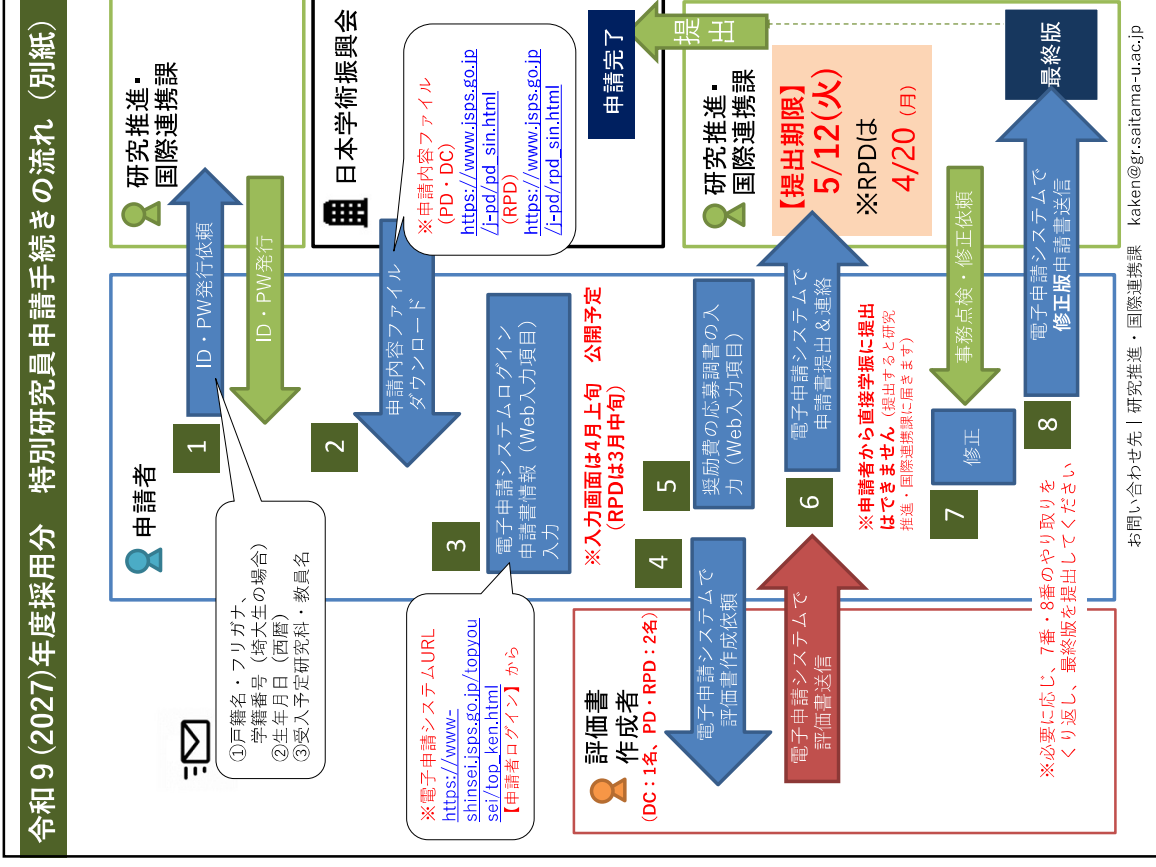 令和９(2027)年度採用分　特別研究員申請手続きの流れ（別紙）
申請者
研究推進・
国際連携課
1
ID・PW発行依頼
ID・PW発行
①戸籍名・フリガナ、
学籍番号（埼大生の場合）
②生年月日（西暦）
③受入予定研究科・教員名
日本学術振興会
2
申請内容ファイル
ダウンロード
※申請内容ファイル
（PD・DC）
https://www.jsps.go.jp
/j-pd/pd_sin.html
（RPD）
https://www.jsps.go.jp
/j-pd/rpd_sin.html
3
電子申請システムログイン
申請書情報（Web入力項目）
入力
※入力画面は4月上旬　公開予定
（RPDは3月中旬）
※電子申請システムURL
https://www-
shinsei.jsps.go.jp/topyou
sei/top_ken.html
【申請者ログイン】から
申請完了
提出
評価書
作成者
（DC：1名、PD・RPD：2名）
4
電子申請システムで
評価書作成依頼
5
奨励費の応募調書の入
力（Web入力項目）
電子申請システムで
評価書送信
6
電子申請システムで
申請書提出＆連絡
研究推進・
国際連携課
【提出期限】
5/12(火)
※RPDは
4/20（月）
※申請者から直接学振に提出
はできません（提出すると研究
推進・国際連携課に届きます）
7
修正
事務点検・修正依頼
8
電子申請システムで
修正版申請書送信
最終版
※必要に応じ、7番・8番のやり取りを
くり返し、最終版を提出してください
お問い合わせ先｜研究推進・国際連携課　kaken@gr.saitama-u.ac.jp